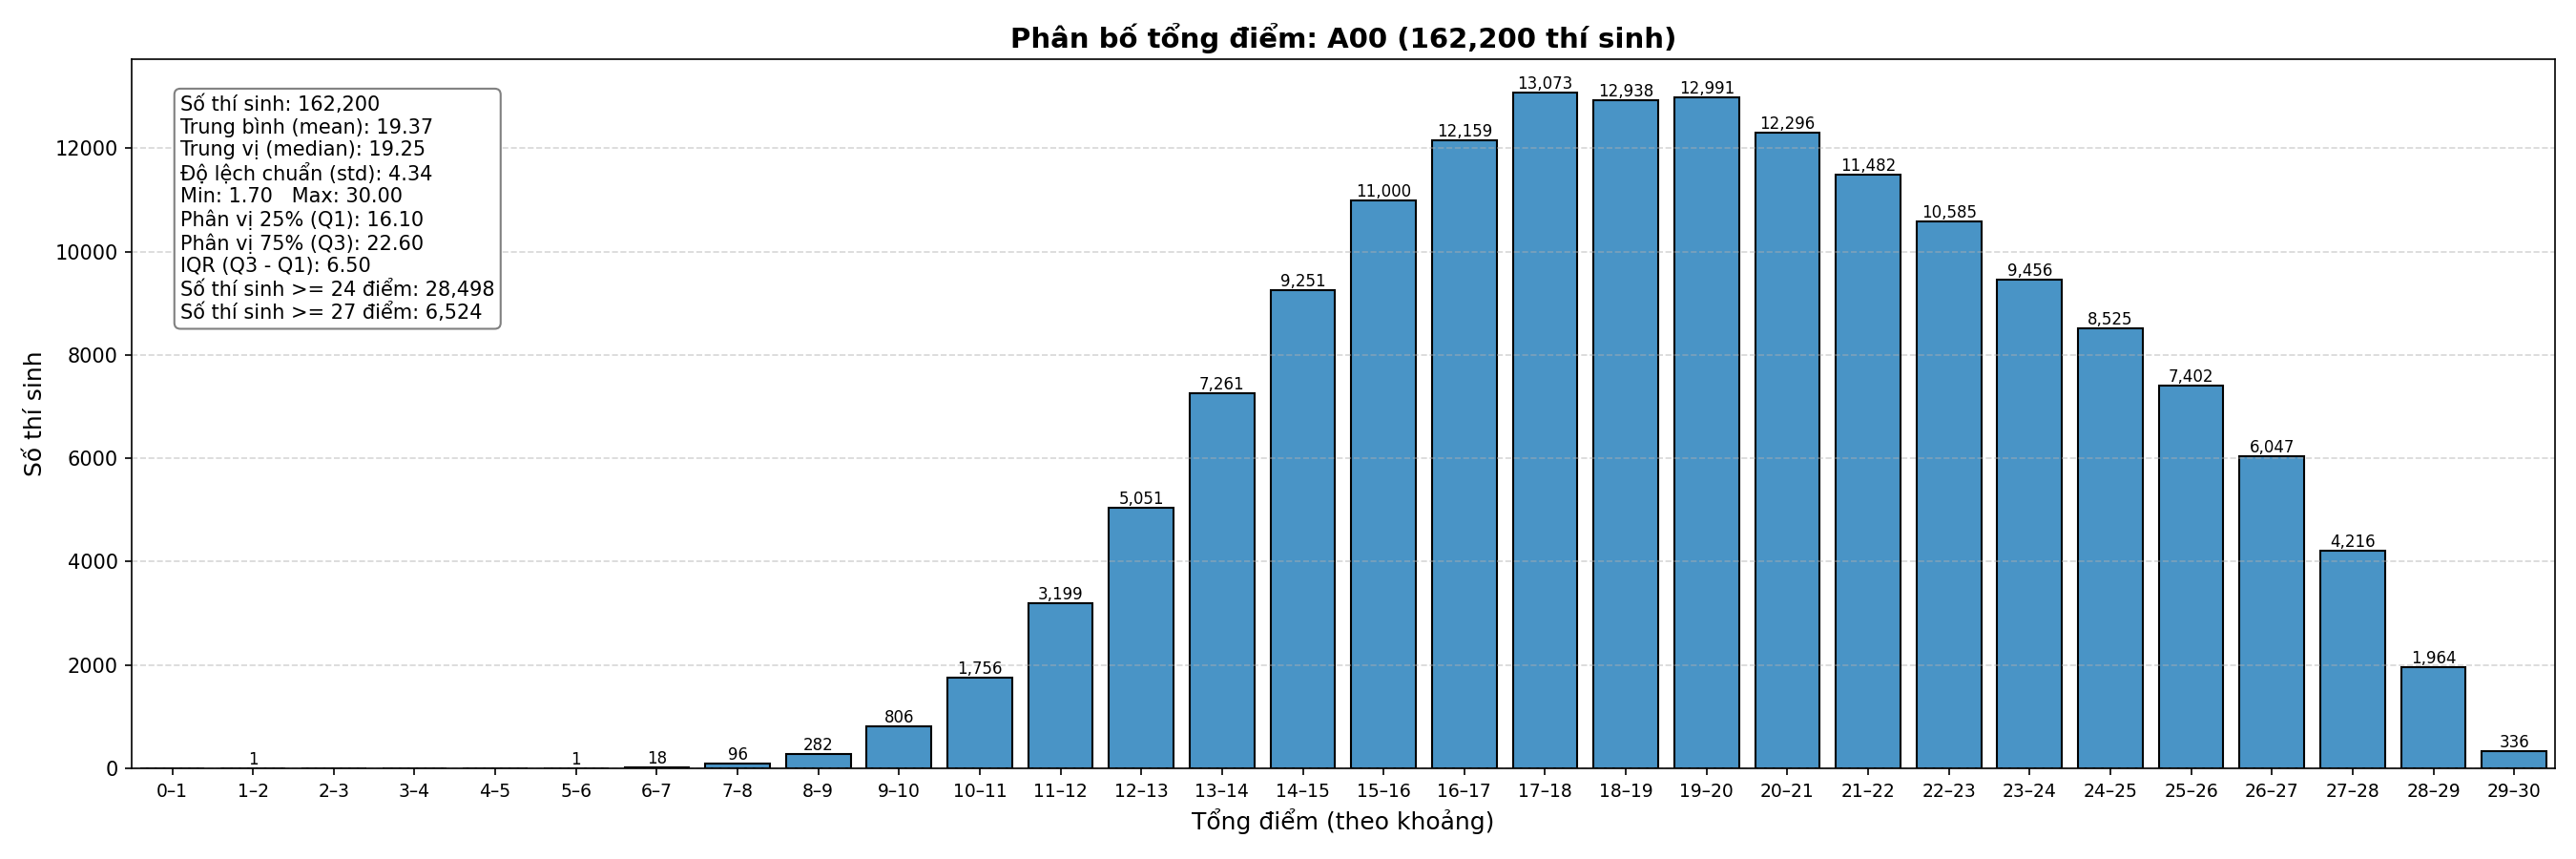 Phân bố tổng điểm: A00 (162,200 thí sinh)
Số thí sinh: 162,200
Trung bình (mean): 19.37
Trung vị (median): 19.25
Độ lệch chuẩn (std): 4.34
Min: 1.70   Max: 30.00
Phân vị 25% (Q1): 16.10
Phân vị 75% (Q3): 22.60
IQR (Q3 - Q1): 6.50
Số thí sinh >= 24 điểm: 28,498
Số thí sinh >= 27 điểm: 6,524
Số thí sinh
12000
10000
8000
6000
4000
2000
0
1
1
18
96
282
806
1,756
3,199
5,051
7,261
9,251
11,000
12,159
13,073
12,938
12,991
12,296
11,482
10,585
9,456
8,525
7,402
6,047
4,216
1,964
336
0–1 1–2 2–3 3–4 4–5 5–6 6–7 7–8 8–9 9–10 10–11 11–12 12–13 13–14 14–15 15–16 16–17 17–18 18–19 19–20 20–21 21–22 22–23 23–24 24–25 25–26 26–27 27–28 28–29 29–30
Tổng điểm (theo khoảng)